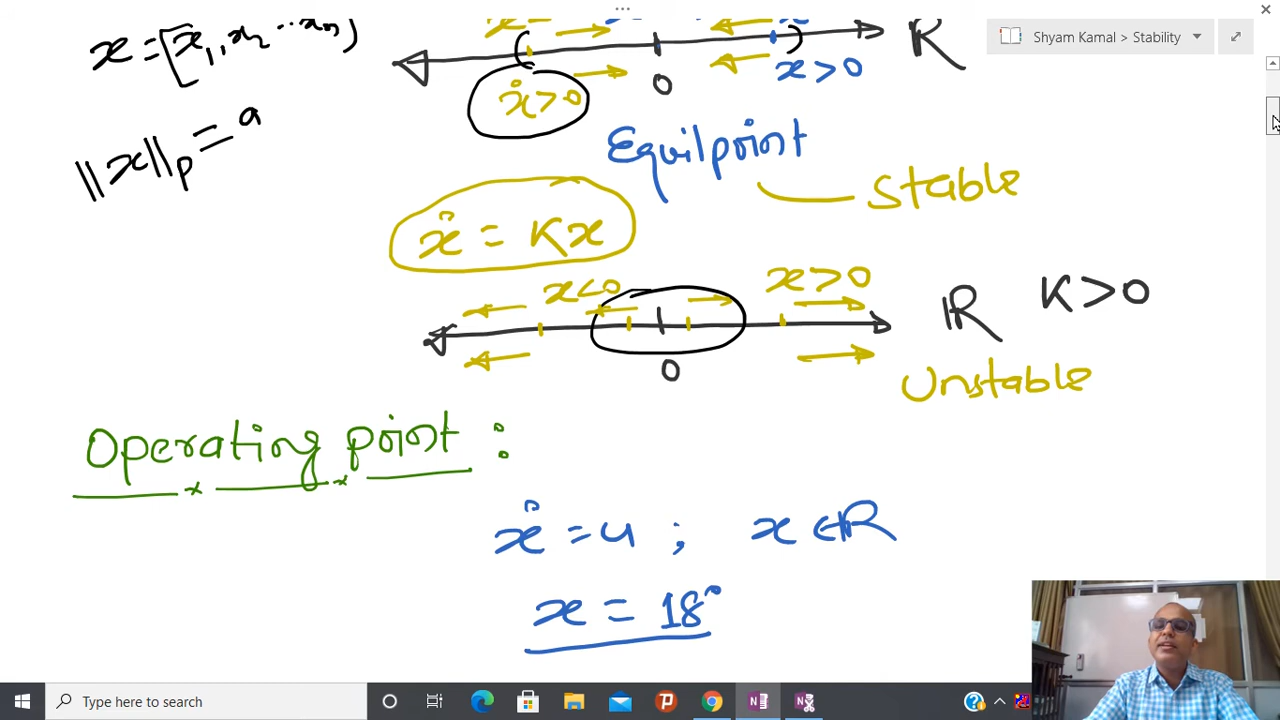 Shyam Kamal > Stability
x = [x₁, x₂ ... xₙ]
ℝ
0
x > 0
ẋ > 0
||x||ₚ = a
Equilpoint
Stable
ẋ = Kx
x < 0
x > 0
ℝ
K > 0
0
Unstable
Operating point :
ẋ = u ; x ∈ ℝ
x = 18°
Type here to search